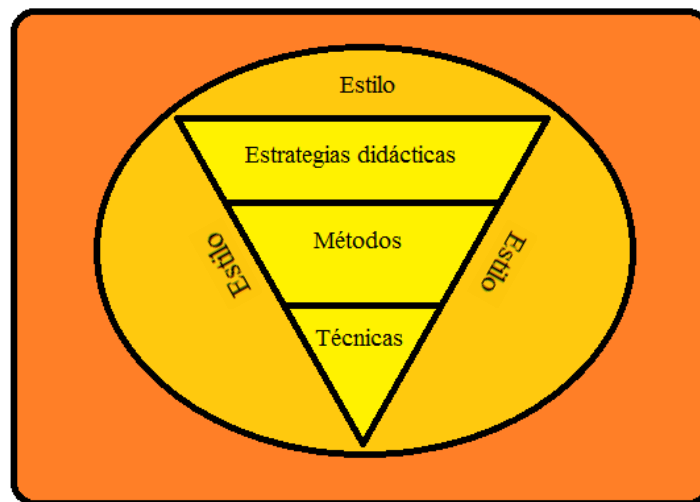 Estilo
Estrategias didácticas
Métodos
Estilo
Estilo
Técnicas